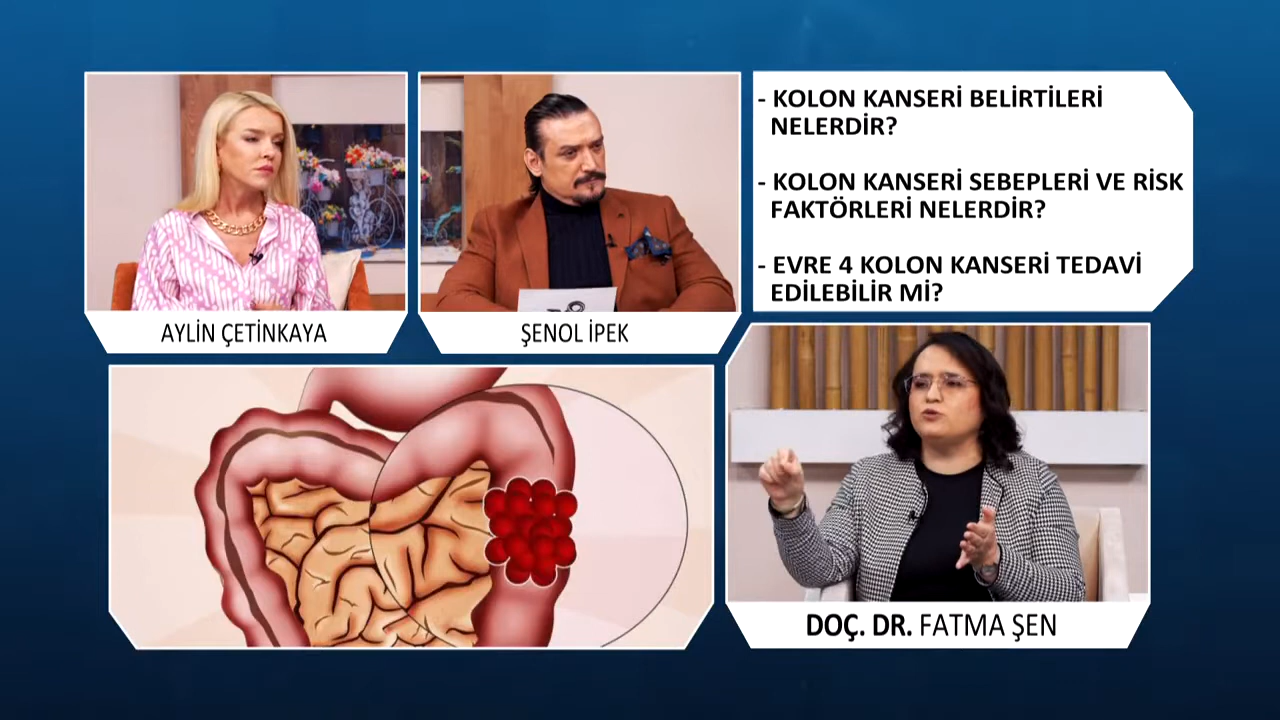 - KOLON KANSERİ BELİRTİLERİ
NELERDİR?
- KOLON KANSERİ SEBEPLERİ VE RİSK
FAKTÖRLERİ NELERDİR?
- EVRE 4 KOLON KANSERİ TEDAVİ
EDİLEBİLİR Mİ?
AYLİN ÇETİNKAYA
ŞENOL İPEK
DOÇ. DR. FATMA ŞEN